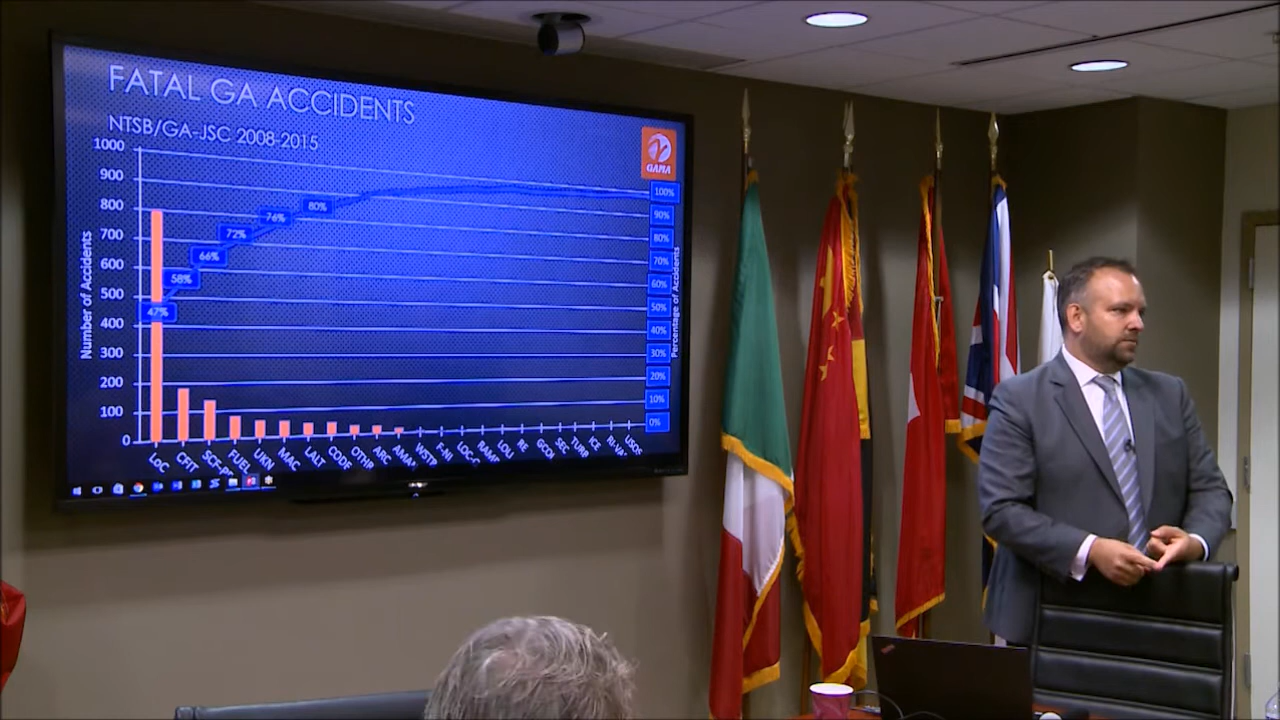 FATAL GA ACCIDENTS
NTSB/GA-JSC 2008-2015
GAMA
1000
900
800
700
600
500
400
300
200
100
0
Number of Accidents
47%
58%
66%
72%
76%
80%
100%
90%
80%
70%
60%
50%
40%
30%
20%
10%
0%
Percentage of Accidents
LOC
CFIT
FUEL
UKN
MAC
LALT
CODE
OTHR
ARC
WSTR
F-NI
RAMP
LOLI
RE
GCOL
SEC
TURB
ICE
USOS